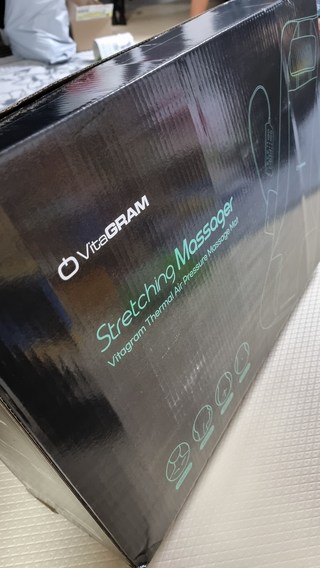 VitaGRAM
Stretching Massager
Vitagram Thermal Air Pressure Massage Mat